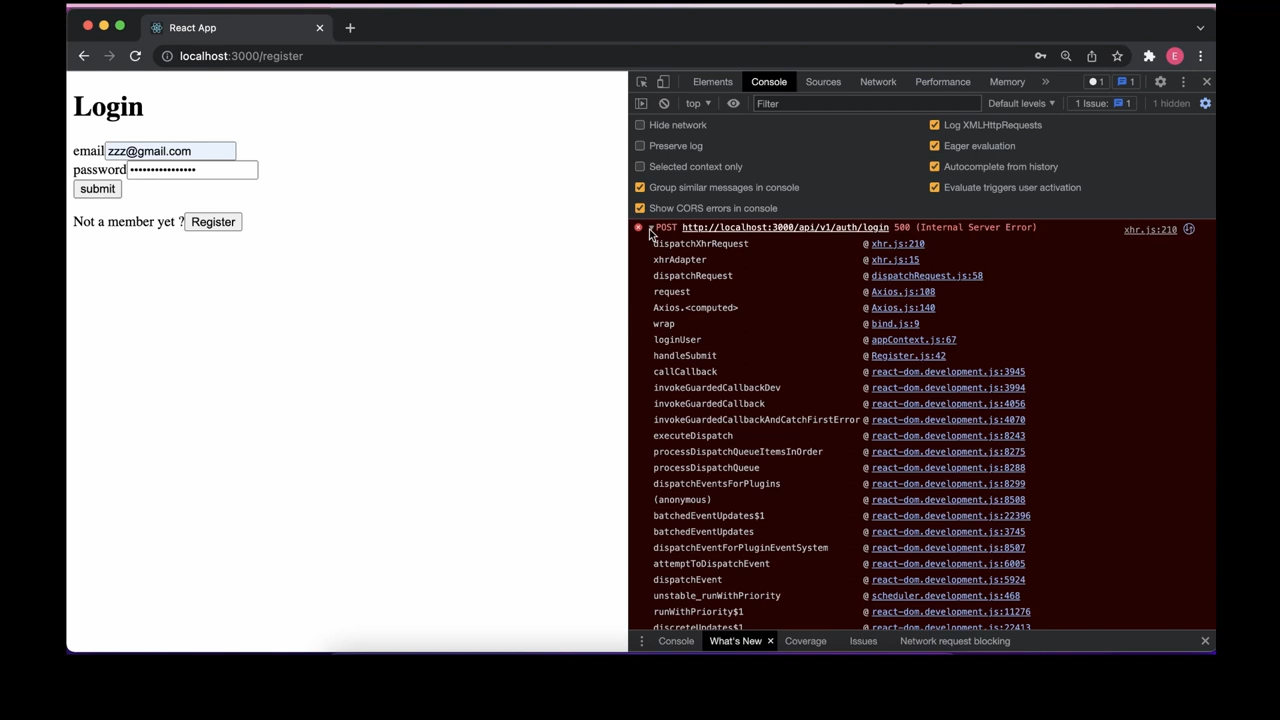 React App
localhost:3000/register
E
Login
email zzz@gmail.com
password ••••••••••••••••
submit
Not a member yet ? Register
Elements Console Sources Network Performance Memory » 1 1
top Filter Default levels 1 Issue: 1 1 hidden
Hide network Log XMLHttpRequests
Preserve log Eager evaluation
Selected context only Autocomplete from history
Group similar messages in console Evaluate triggers user activation
Show CORS errors in console
POST http://localhost:3000/api/v1/auth/login 500 (Internal Server Error) xhr.js:210
dispatchXhrRequest @ xhr.js:210
xhrAdapter @ xhr.js:15
dispatchRequest @ dispatchRequest.js:58
request @ Axios.js:108
Axios.<computed> @ Axios.js:140
wrap @ bind.js:9
loginUser @ appContext.js:67
handleSubmit @ Register.js:42
callCallback @ react-dom.development.js:3945
invokeGuardedCallbackDev @ react-dom.development.js:3994
invokeGuardedCallback @ react-dom.development.js:4056
invokeGuardedCallbackAndCatchFirstError @ react-dom.development.js:4070
executeDispatch @ react-dom.development.js:8243
processDispatchQueueItemsInOrder @ react-dom.development.js:8275
processDispatchQueue @ react-dom.development.js:8288
dispatchEventsForPlugins @ react-dom.development.js:8299
(anonymous) @ react-dom.development.js:8508
batchedEventUpdates$1 @ react-dom.development.js:22396
batchedEventUpdates @ react-dom.development.js:3745
dispatchEventForPluginEventSystem @ react-dom.development.js:8507
attemptToDispatchEvent @ react-dom.development.js:6005
dispatchEvent @ react-dom.development.js:5924
unstable_runWithPriority @ scheduler.development.js:468
runWithPriority$1 @ react-dom.development.js:11276
discreteUpdates$1 @ react-dom.development.js:22413
Console What's New Coverage Issues Network request blocking